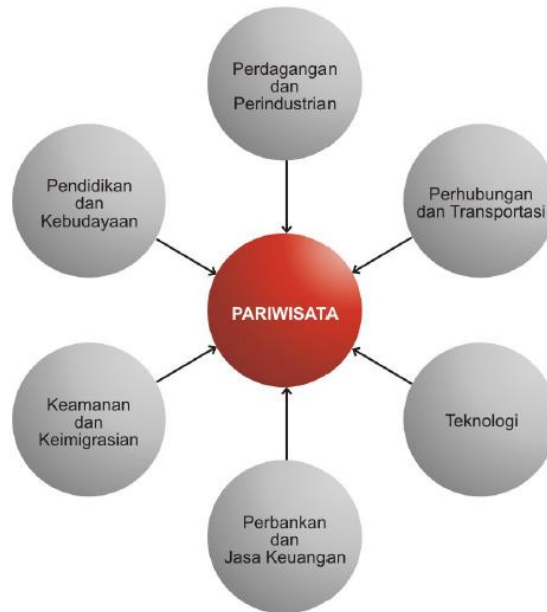 Perdagangan
dan
Perindustrian
Pendidikan
dan
Kebudayaan
Perhubungan
dan Transportasi
PARIWISATA
Keamanan
dan
Keimigrasian
Teknologi
Perbankan
dan
Jasa Keuangan